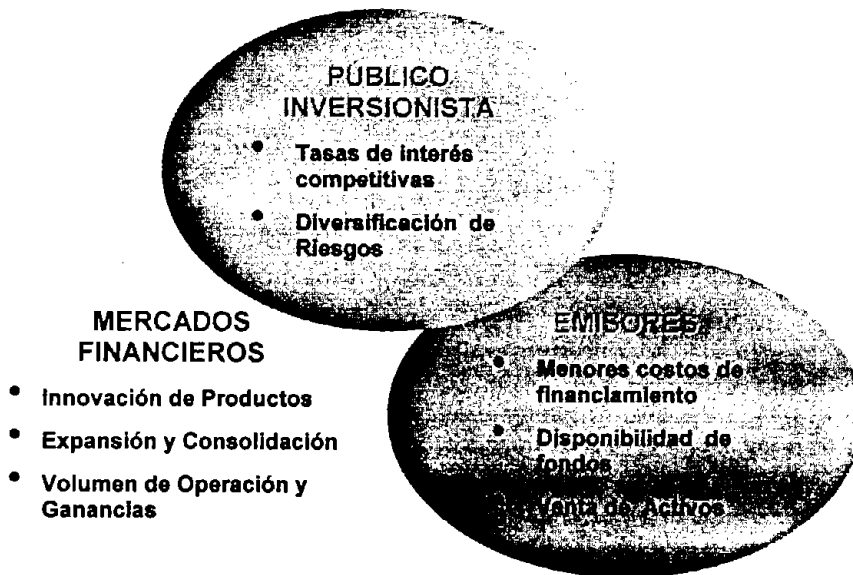 PÚBLICO
INVERSIONISTA
• Tasas de interés
competitivas
• Diversificación de
Riesgos
MERCADOS
FINANCIEROS
• Innovación de Productos
• Expansión y Consolidación
• Volumen de Operación y
Ganancias
EMISORES
• Menores costos de
financiamiento
• Disponibilidad de
fondos
Venta de Activos